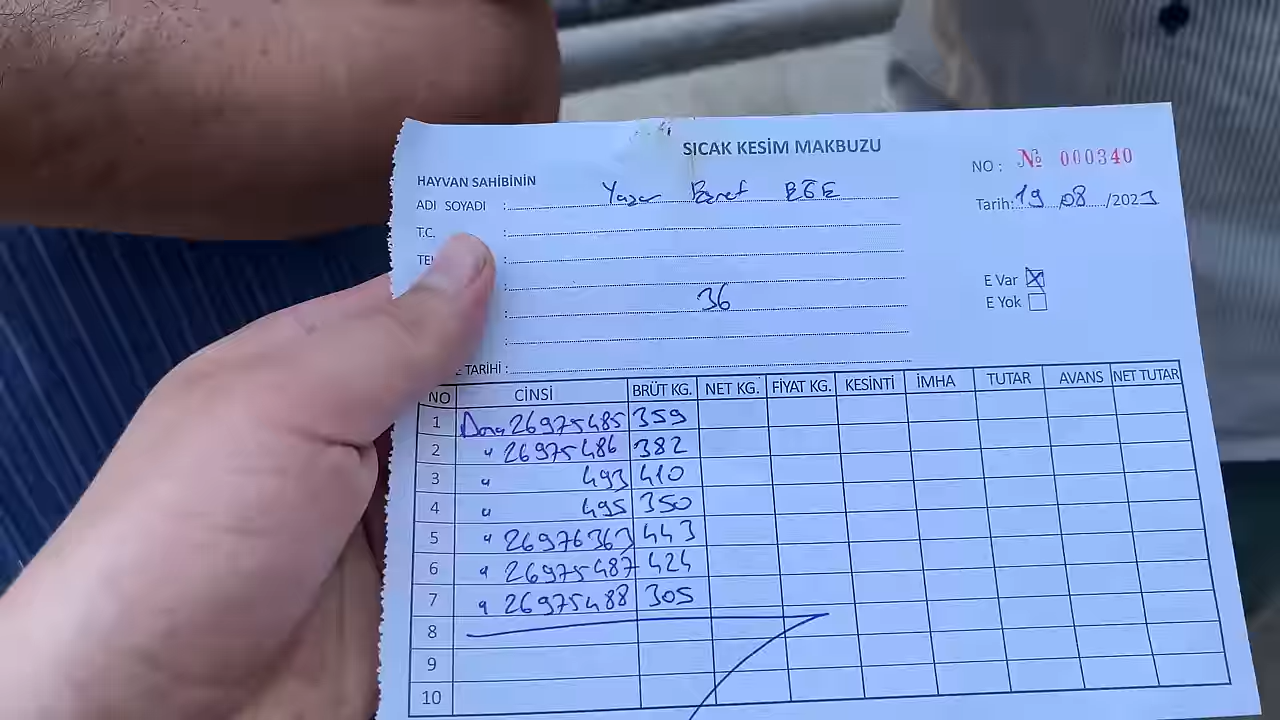 SICAK KESİM MAKBUZU
NO : № 000340
HAYVAN SAHİBİNİN
ADI SOYADI : Yaşar Eşref EGE
Tarih: 19/08/2023
T.C. :
TEL :
E Var X
E Yok
36
TARİHİ :
NO CİNSİ BRÜT KG. NET KG. FİYAT KG. KESİNTİ İMHA TUTAR AVANS NET TUTAR
1 Dana 26975485 359
2 " 26975486 382
3 " 493 410
4 " 495 350
5 " 26976363 443
6 " 26975487 424
7 " 26975488 305
8
9
10